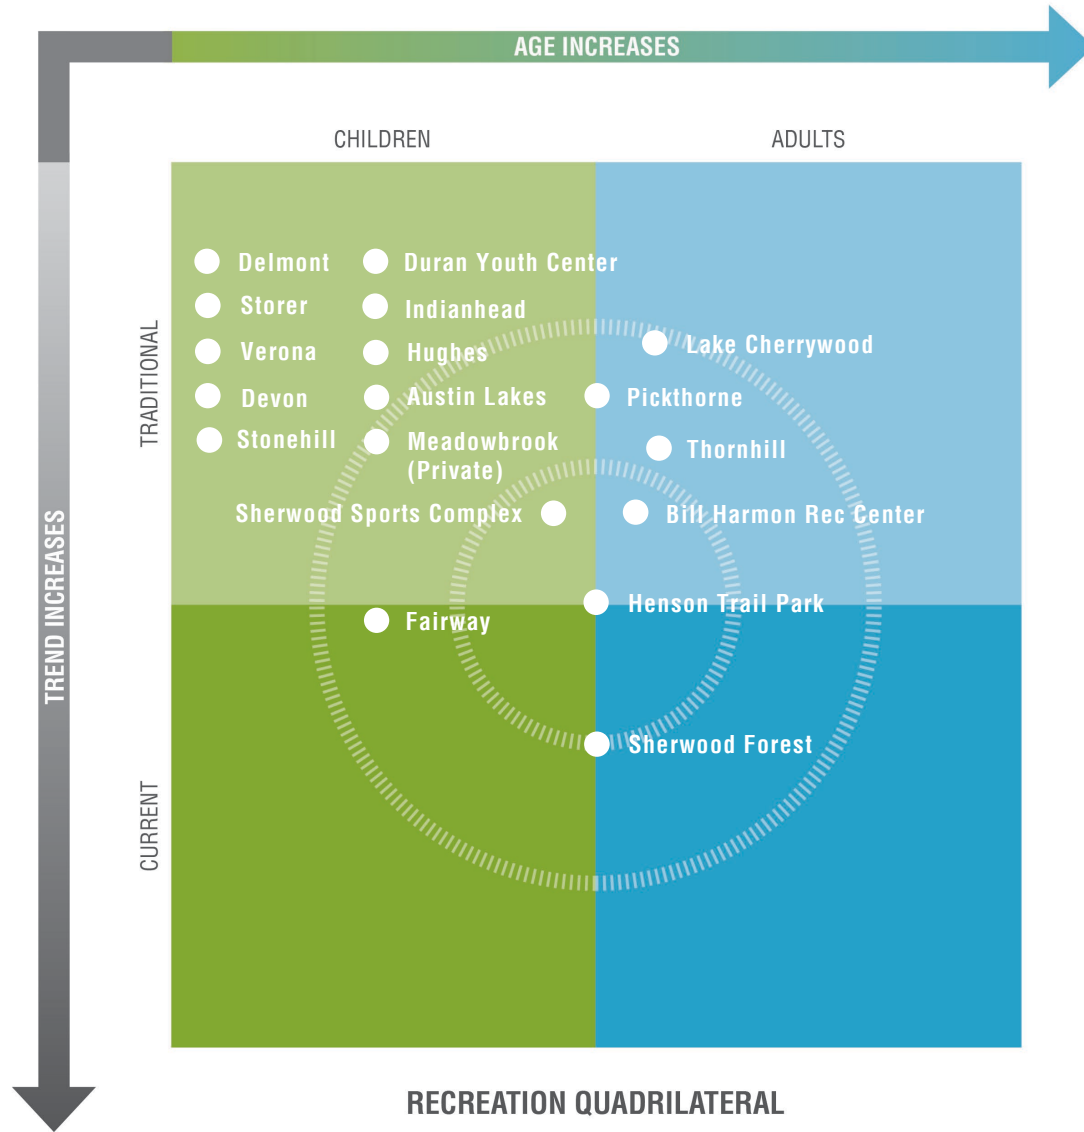 AGE INCREASES
CHILDREN
ADULTS
TREND INCREASES
TRADITIONAL
CURRENT
Delmont
Duran Youth Center
Storer
Indianhead
Verona
Hughes
Lake Cherrywood
Devon
Austin Lakes
Pickthorne
Stonehill
Meadowbrook
(Private)
Thornhill
Sherwood Sports Complex
Bill Harmon Rec Center
Henson Trail Park
Fairway
Sherwood Forest
RECREATION QUADRILATERAL